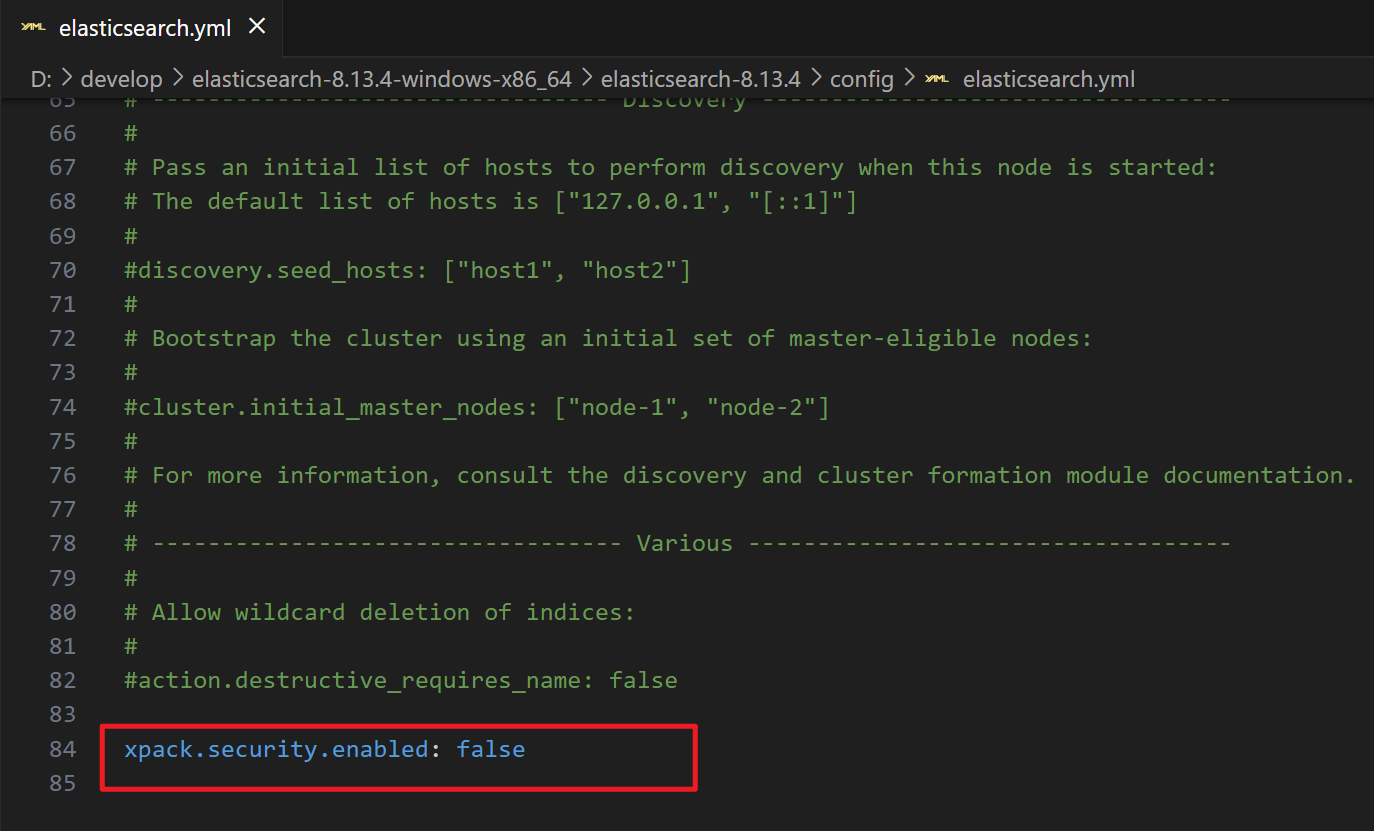 YAML elasticsearch.yml ×
D: > develop > elasticsearch-8.13.4-windows-x86_64 > elasticsearch-8.13.4 > config > YAML elasticsearch.yml
65 # --------------------------------- Discovery ----------------------------------
66 #
67 # Pass an initial list of hosts to perform discovery when this node is started:
68 # The default list of hosts is ["127.0.0.1", "[::1]"]
69 #
70 #discovery.seed_hosts: ["host1", "host2"]
71 #
72 # Bootstrap the cluster using an initial set of master-eligible nodes:
73 #
74 #cluster.initial_master_nodes: ["node-1", "node-2"]
75 #
76 # For more information, consult the discovery and cluster formation module documentation.
77 #
78 # ---------------------------------- Various -----------------------------------
79 #
80 # Allow wildcard deletion of indices:
81 #
82 #action.destructive_requires_name: false
83
84 xpack.security.enabled: false
85